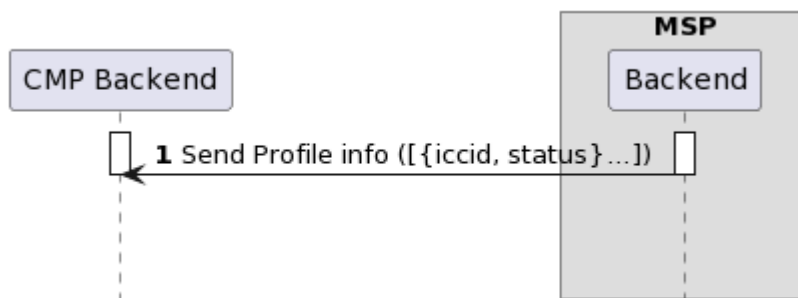 MSP
CMP Backend
Backend
1 Send Profile info ([{iccid, status}...])